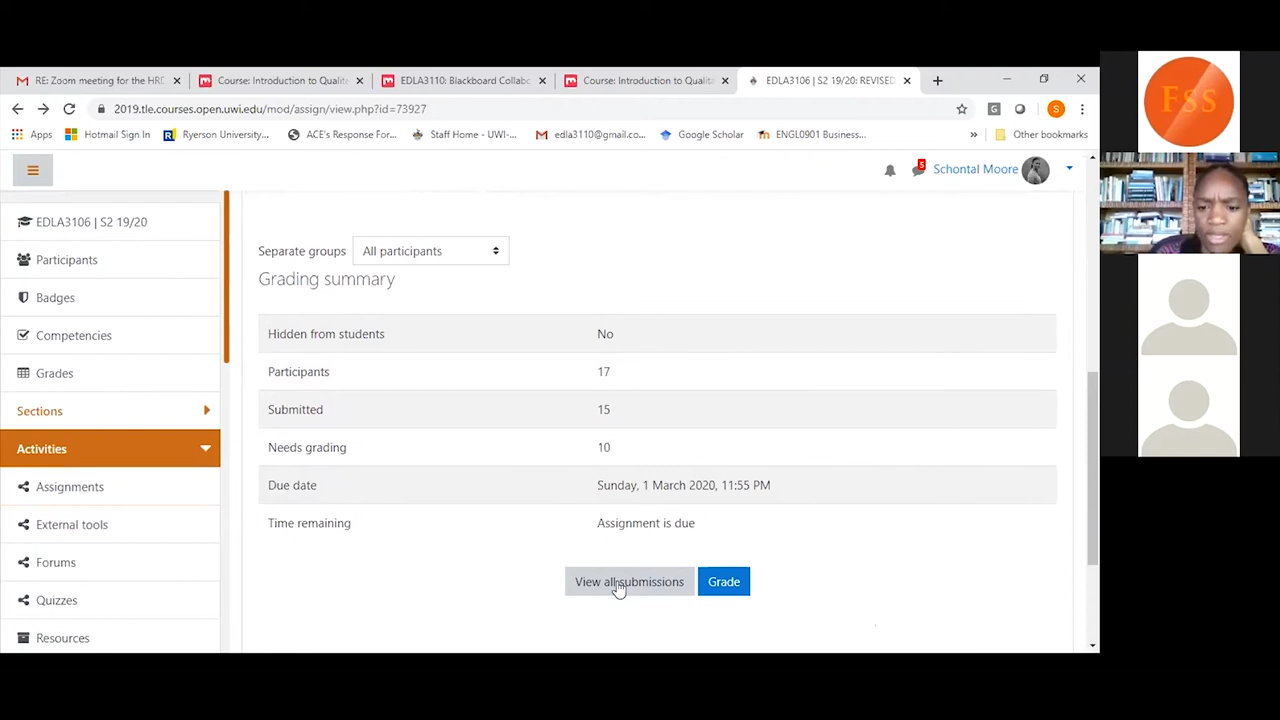 RE: Zoom meeting for the HRD
Course: Introduction to Qualita
EDLA3110: Blackboard Collabo
Course: Introduction to Qualita
EDLA3106 | S2 19/20: REVISED
2019.tle.courses.open.uwi.edu/mod/assign/view.php?id=73927
S
Apps
Hotmail Sign In
Ryerson University...
ACE's Response For...
Staff Home - UWI-...
edla3110@gmail.co...
Google Scholar
ENGL0901 Business...
»
Other bookmarks
5
Schontal Moore
EDLA3106 | S2 19/20
Participants
Badges
Competencies
Grades
Sections
Activities
Assignments
External tools
Forums
Quizzes
Resources
Separate groups
All participants
Grading summary
Hidden from students No
Participants 17
Submitted 15
Needs grading 10
Due date Sunday, 1 March 2020, 11:55 PM
Time remaining Assignment is due
View all submissions
Grade
FSS